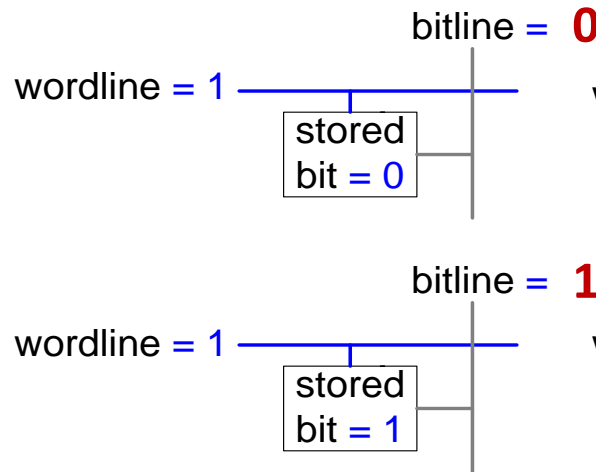 bitline = 0
wordline = 1
stored
bit = 0
bitline = 1
wordline = 1
stored
bit = 1